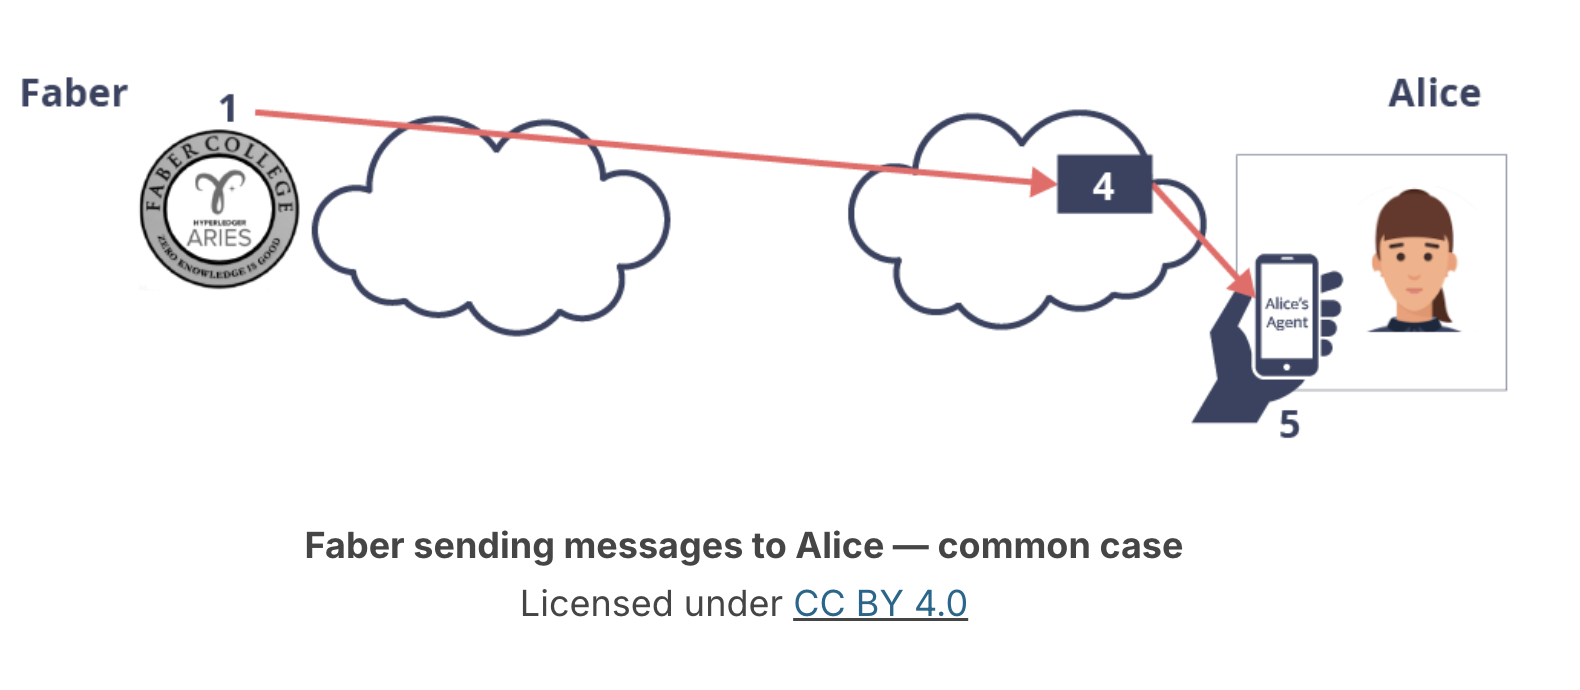 Faber
1
Alice
FABER COLLEGE
HYPERLEDGER
ARIES
ZERO KNOWLEDGE IS GOOD
4
Alice's
Agent
5
Faber sending messages to Alice — common case
Licensed under CC BY 4.0